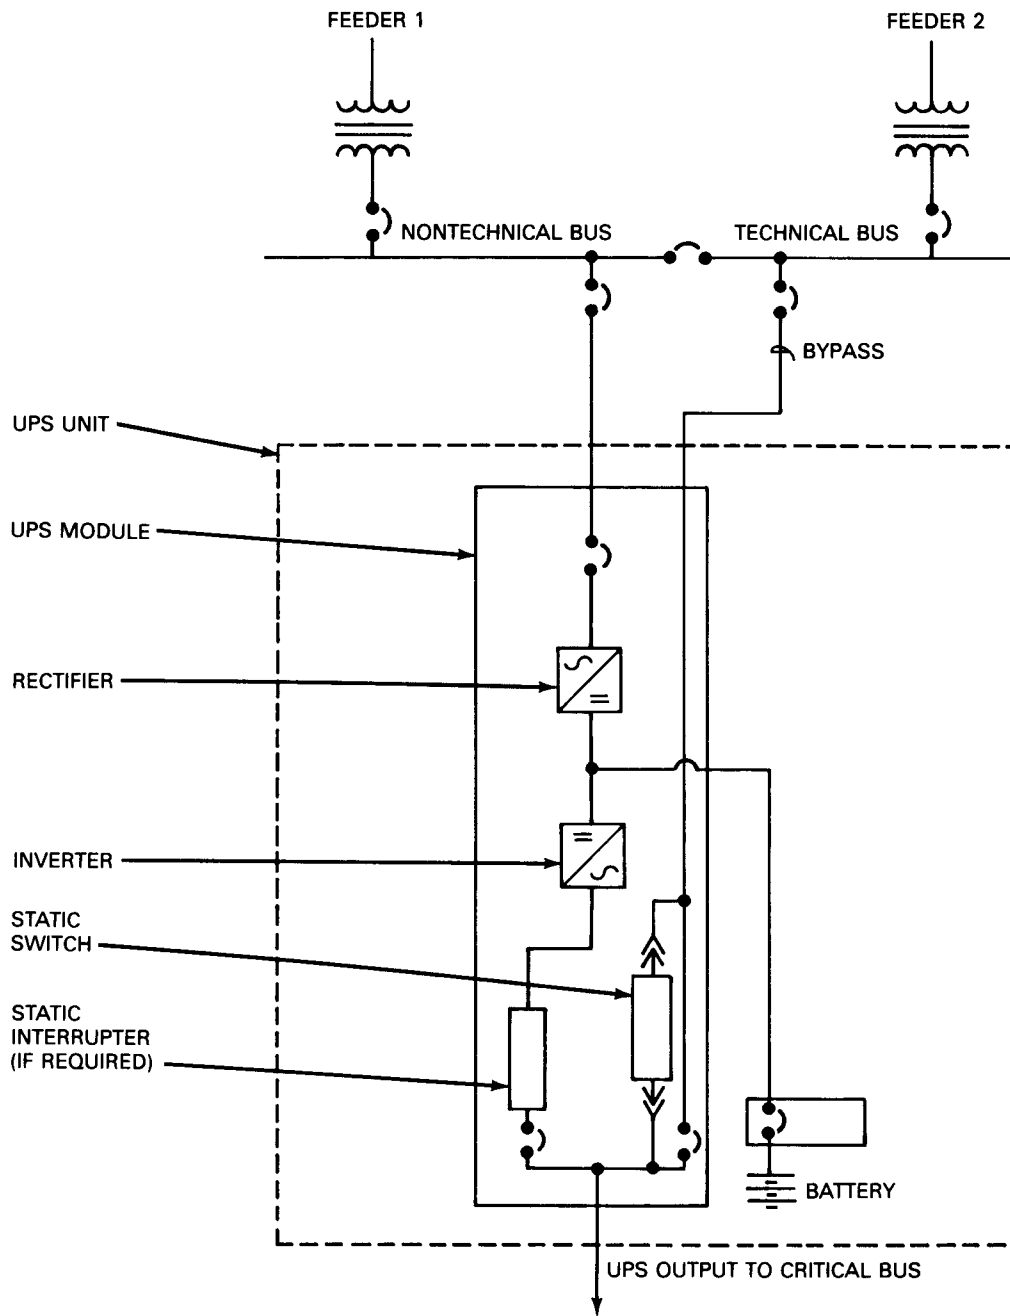 FEEDER 1
FEEDER 2
NONTECHNICAL BUS
TECHNICAL BUS
BYPASS
UPS UNIT
UPS MODULE
RECTIFIER
INVERTER
STATIC
SWITCH
STATIC
INTERRUPTER
(IF REQUIRED)
BATTERY
UPS OUTPUT TO CRITICAL BUS